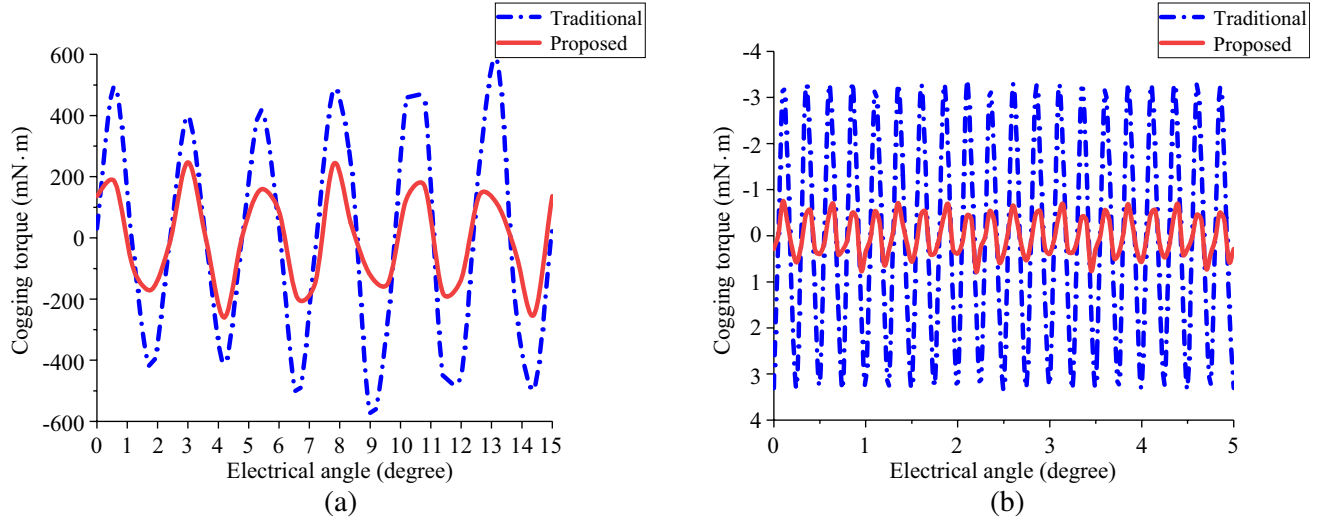 Traditional
Proposed
600
400
200
0
-200
-400
-600
Cogging torque (mN·m)
0 1 2 3 4 5 6 7 8 9 10 11 12 13 14 15
Electrical angle (degree)
(a)
Traditional
Proposed
-4
-3
-2
-1
0
1
2
3
4
Cogging torque (mN·m)
0 1 2 3 4 5
Electrical angle (degree)
(b)